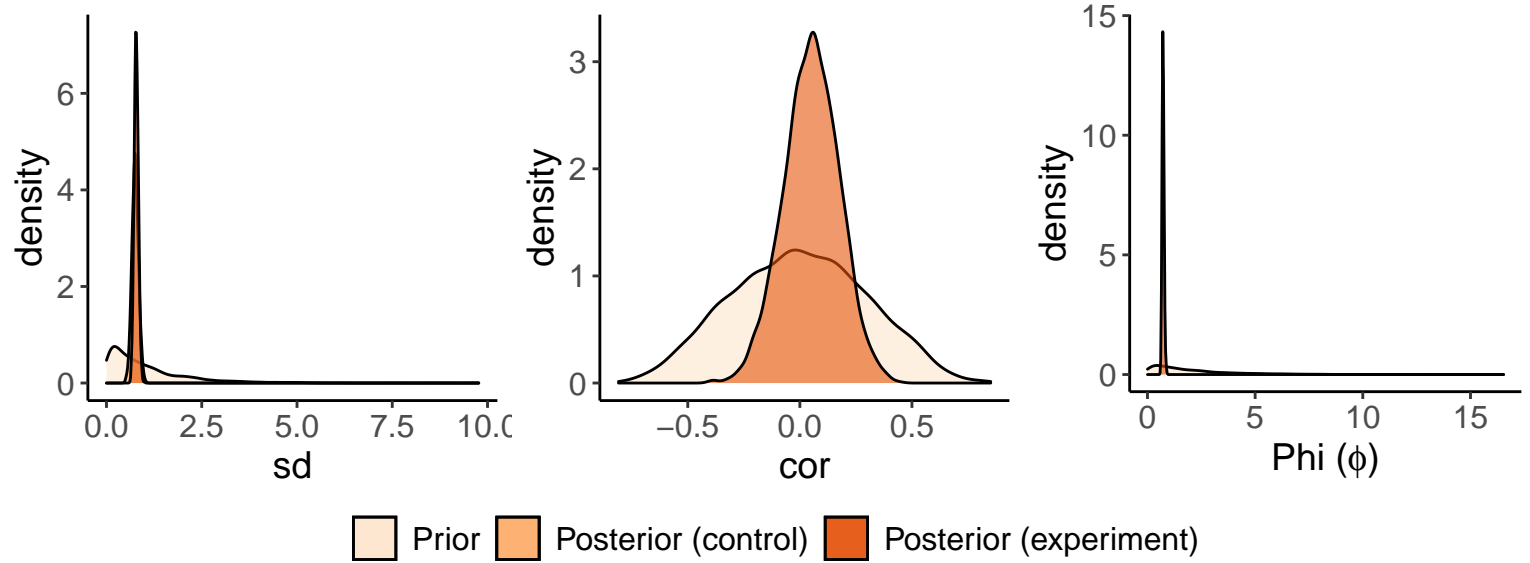 density
6
4
2
0
0.0 2.5 5.0 7.5 10.0
sd
density
3
2
1
0
−0.5 0.0 0.5
cor
density
15
10
5
0
0 5 10 15
Phi (ϕ)
Prior Posterior (control) Posterior (experiment)